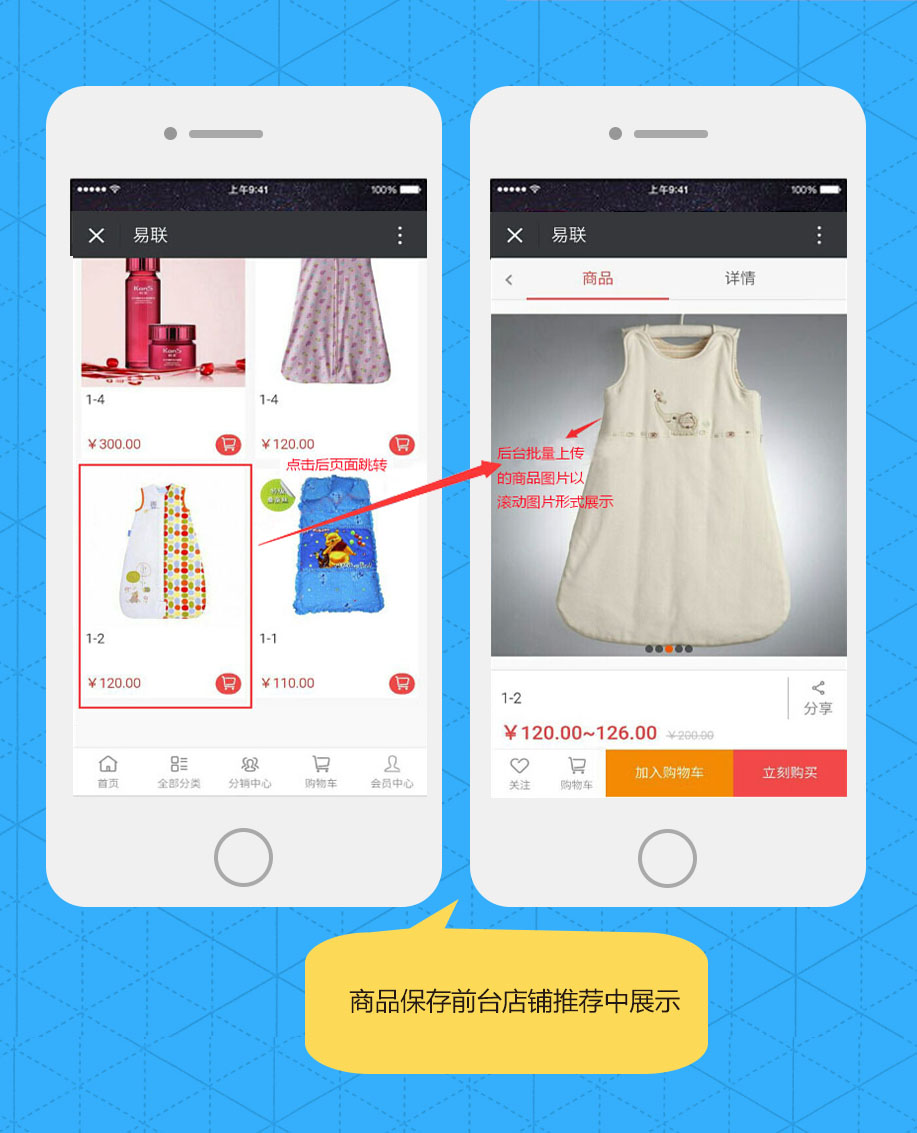 上午9:41
100%
易联
KanS
1-4
1-4
￥300.00
￥120.00
点击后页面跳转
1-2
1-1
￥120.00
￥110.00
首页
全部分类
分销中心
购物车
会员中心
上午9:41
100%
易联
商品
详情
后台批量上传
的商品图片以
滚动图片形式展示
1-2
分享
￥120.00~126.00
￥200.00
关注
购物车
加入购物车
立刻购买
商品保存前台店铺推荐中展示